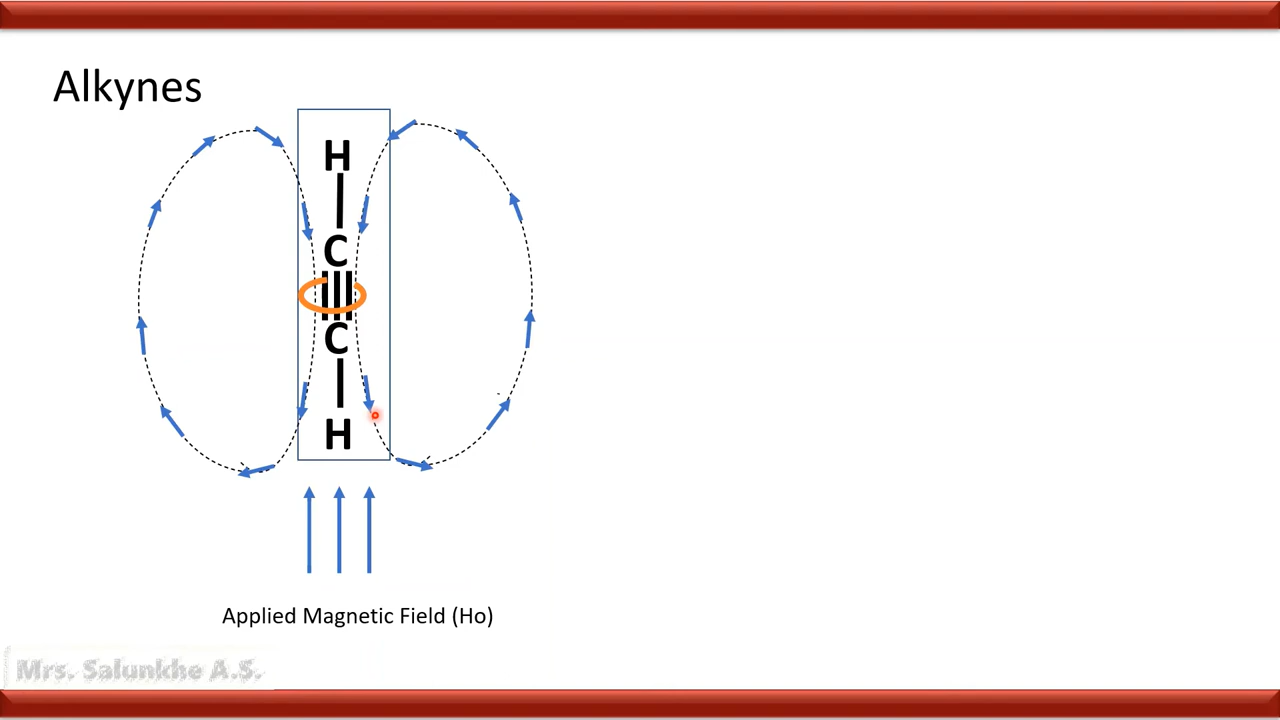 Alkynes
H
C
C
H
Applied Magnetic Field (Ho)
Mrs. Salunkhe A.S.